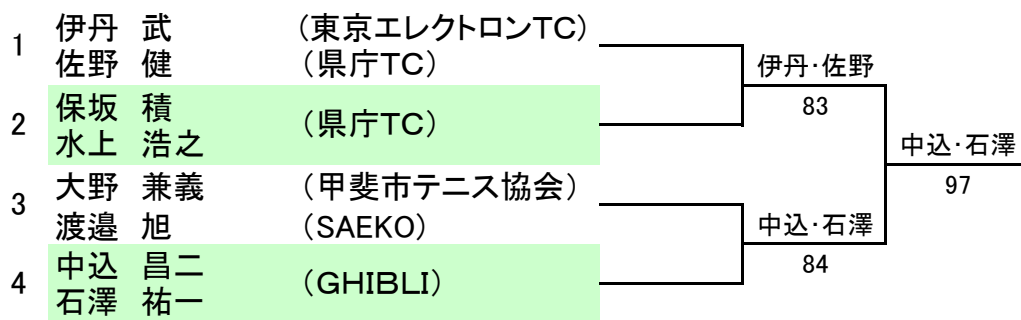 1
伊丹 武 (東京エレクトロンTC)
佐野 健 (県庁TC)
2
保坂 積
水上 浩之
(県庁TC)
3
大野 兼義 (甲斐市テニス協会)
渡邉 旭 (SAEKO)
4
中込 昌二
石澤 祐一
(GHIBLI)
伊丹・佐野
83
中込・石澤
84
中込・石澤
97